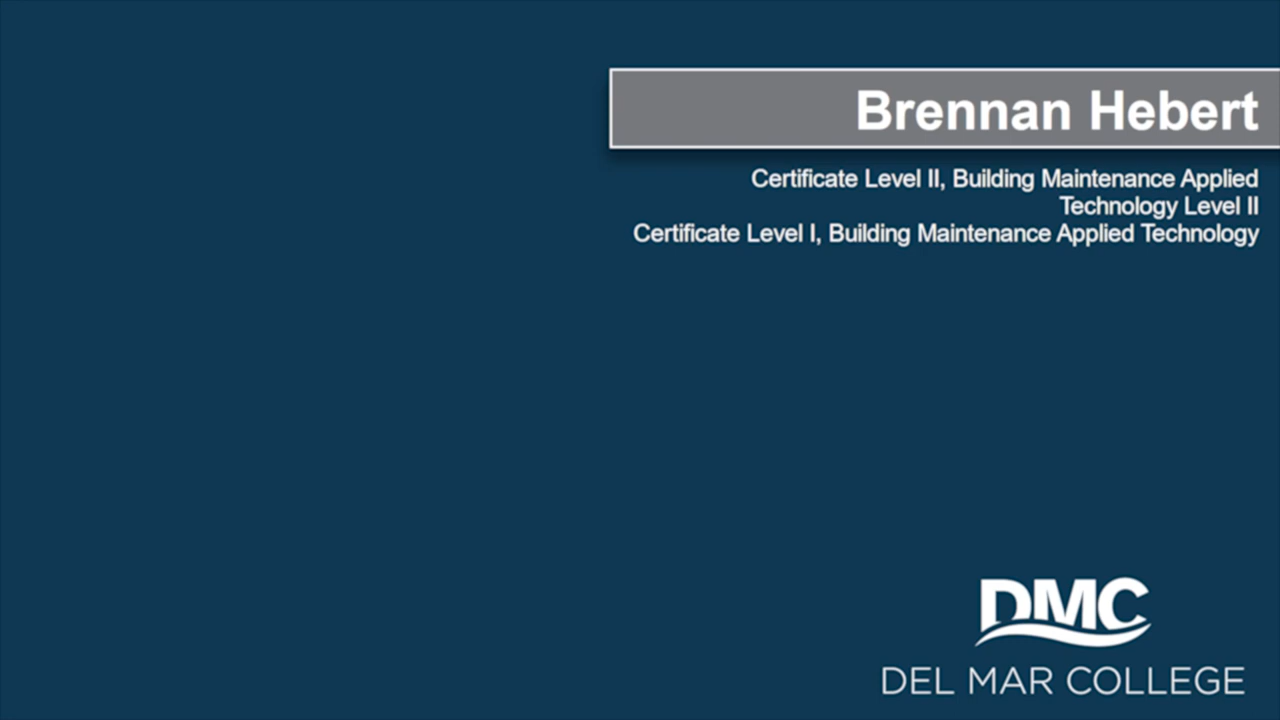 Brennan Hebert
Certificate Level II, Building Maintenance Applied
Technology Level II
Certificate Level I, Building Maintenance Applied Technology
DMC
DEL MAR COLLEGE